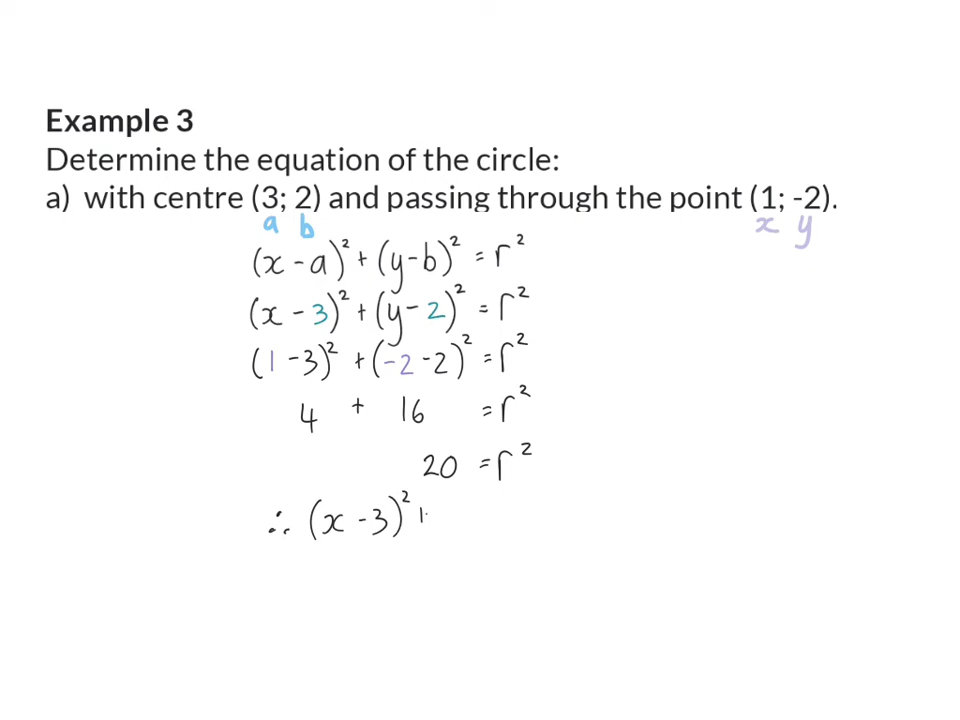 Example 3
Determine the equation of the circle:
a) with centre (3; 2) and passing through the point (1; -2).
a b x y
(x - a)² + (y - b)² = r²
(x - 3)² + (y - 2)² = r²
(1 - 3)² + (-2 - 2)² = r²
4 + 16 = r²
20 = r²
∴ (x - 3)²